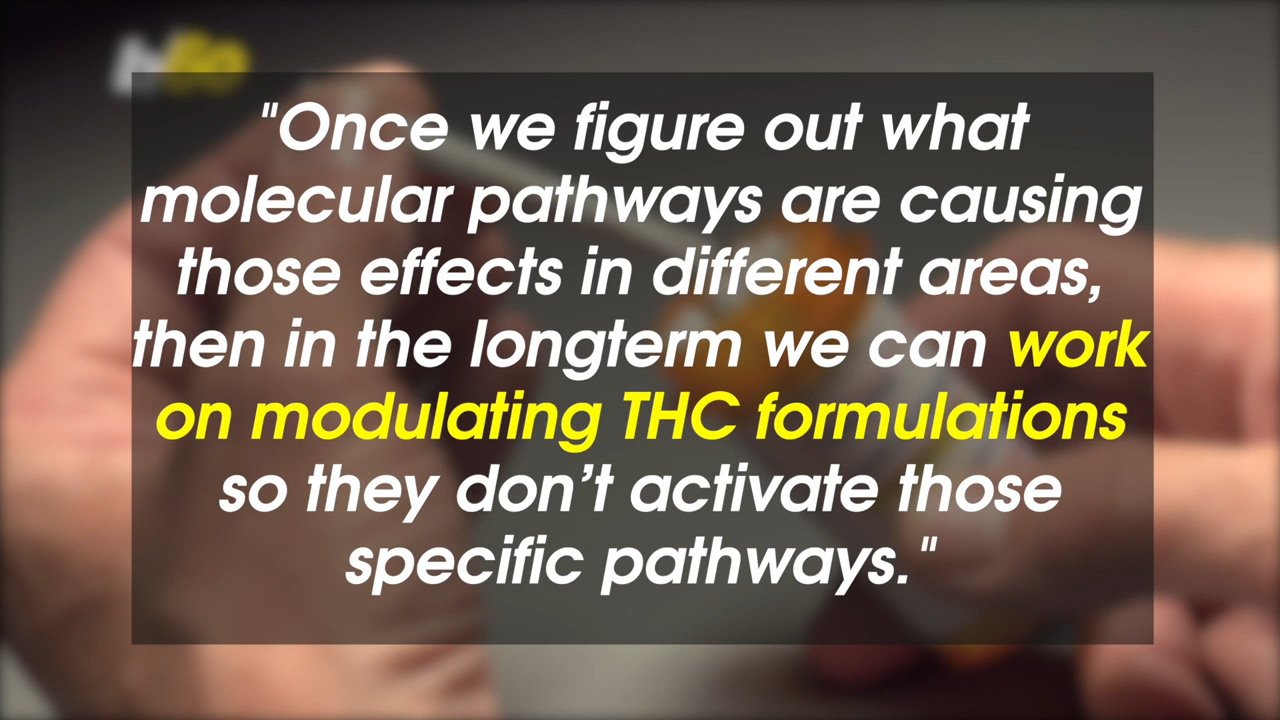 "Once we figure out what
molecular pathways are causing
those effects in different areas,
then in the longterm we can work
on modulating THC formulations
so they don’t activate those
specific pathways."